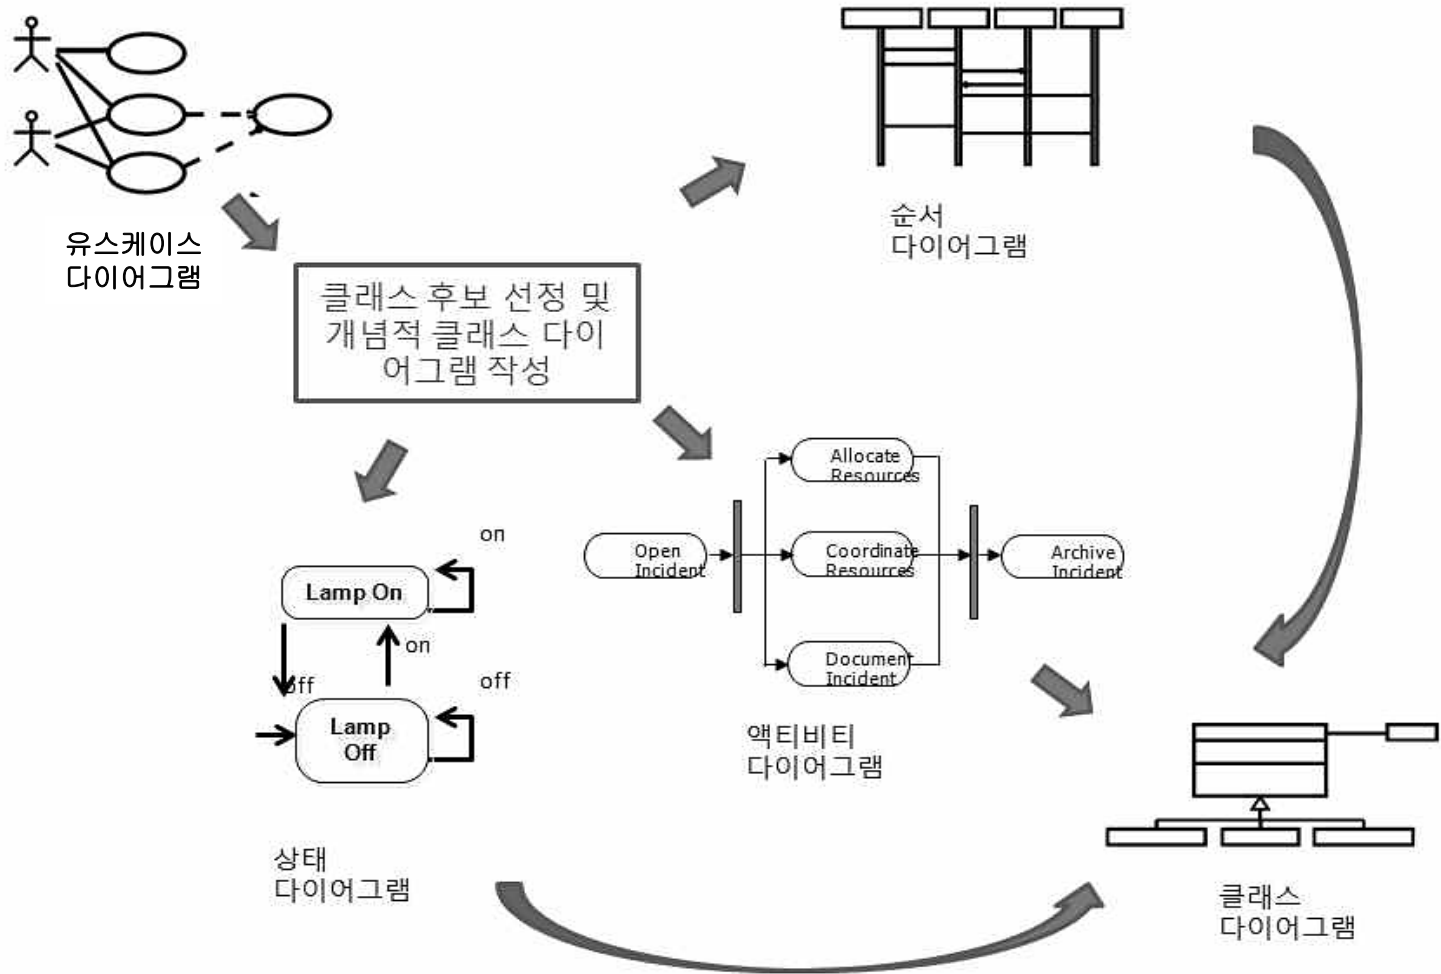 유스케이스
다이어그램
순서
다이어그램
클래스 후보 선정 및
개념적 클래스 다이
어그램 작성
on
Lamp On
on
off
off
Lamp
Off
상태
다이어그램
Allocate
Resources
Open
Incident
Coordinate
Resources
Archive
Incident
Document
Incident
액티비티
다이어그램
클래스
다이어그램